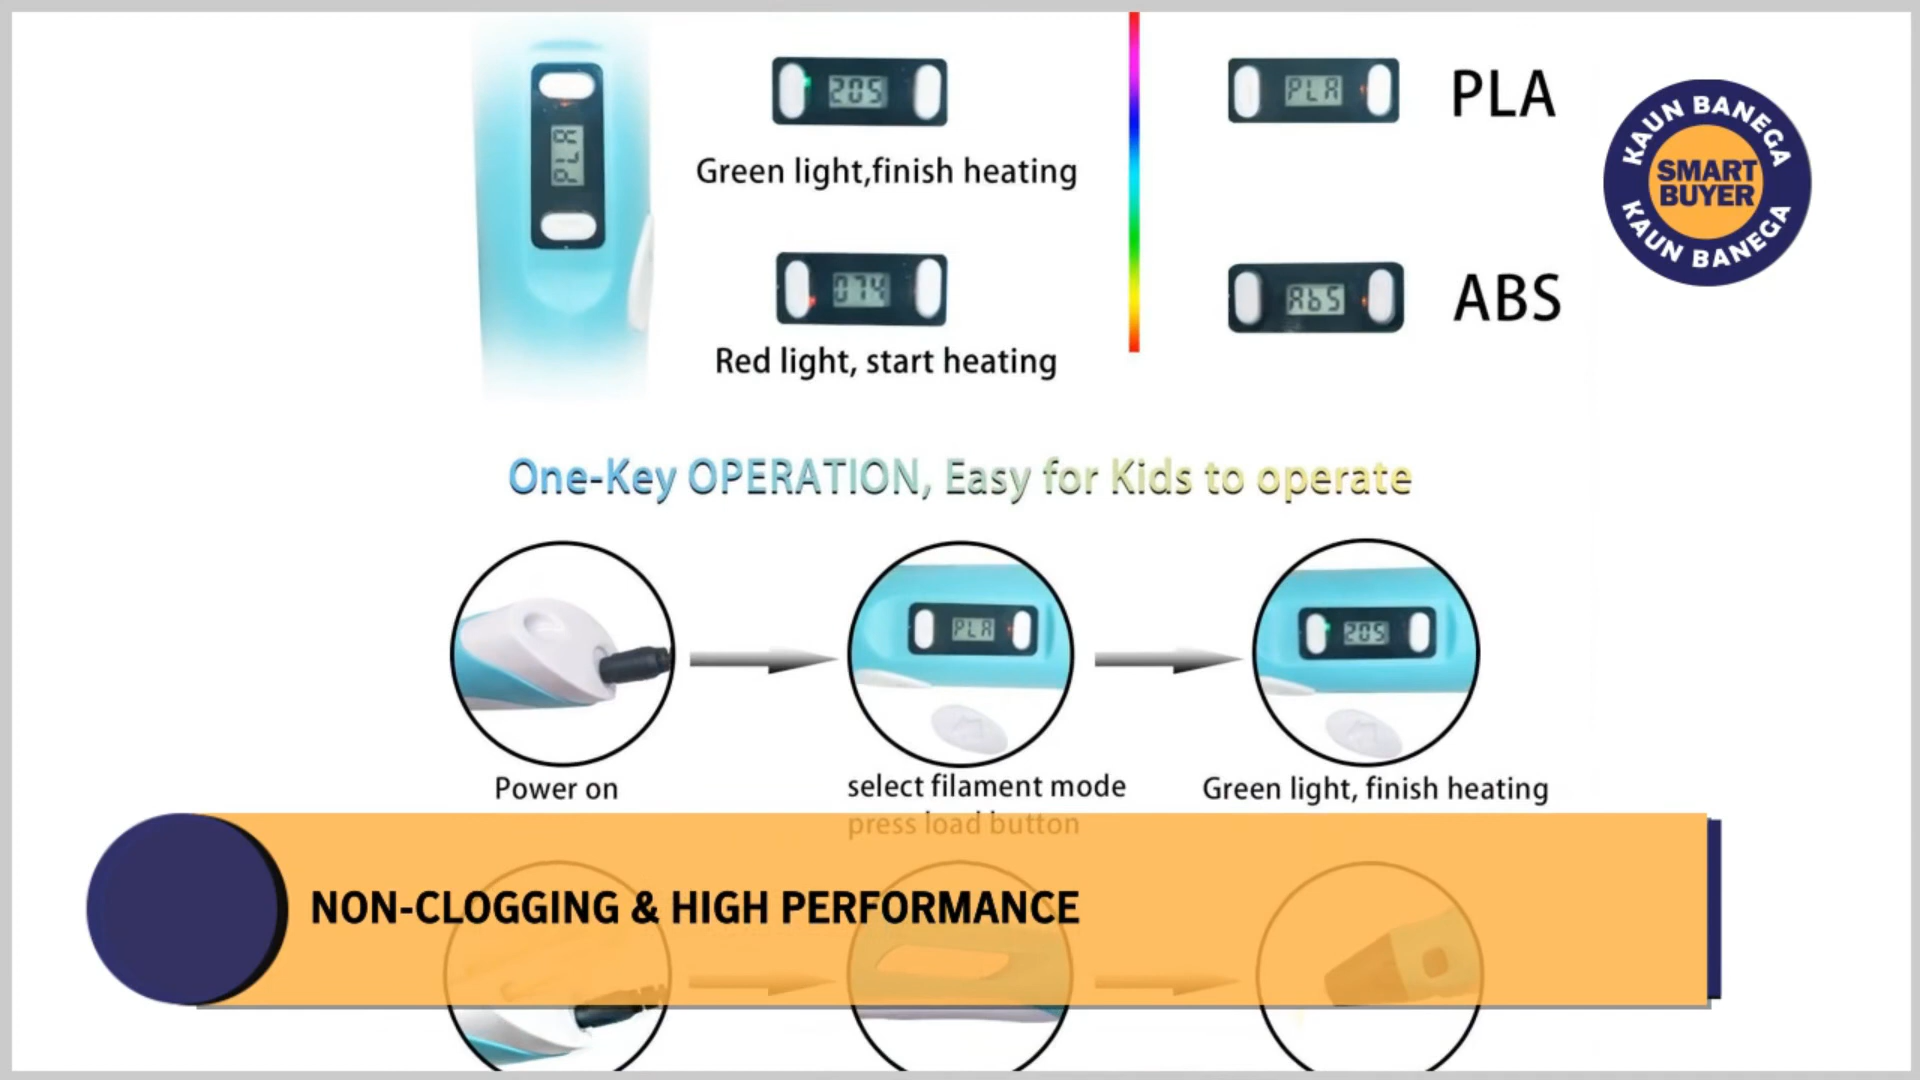 PLA
205
Green light,finish heating
074
Red light, start heating
PLA
PLA
AbS
ABS
KAUN BANEGA
SMART
BUYER
KAUN BANEGA
One-Key OPERATION, Easy for Kids to operate
PLA
205
Power on
select filament mode
press load button
Green light, finish heating
NON-CLOGGING & HIGH PERFORMANCE